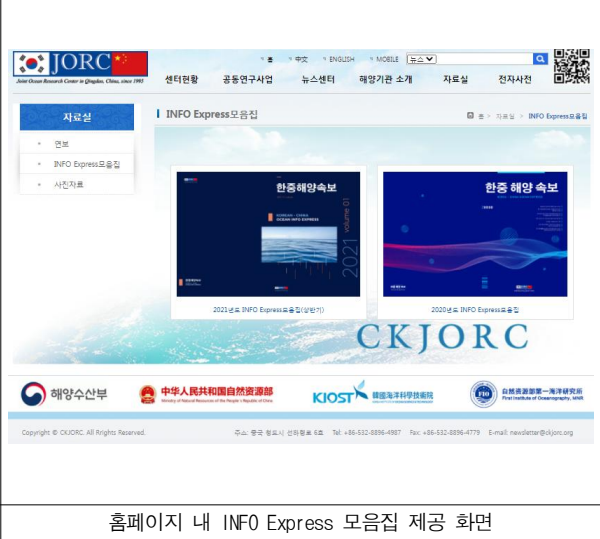 JORC
Joint Ocean Research Center in Qingdao, China, since 1995
홈 中文 ENGLISH MOBILE 뉴스 Q
센터현황 공동연구사업 뉴스센터 해양기관 소개 자료실 전자사전
자료실
연보
INFO Express모음집
사진자료
INFO Express모음집
홈 > 자료실 > INFO Express모음집
한중해양속보
KOREAN - CHINA
OCEAN INFO EXPRESS
2021 volume 01
한중 해양 속보
2021년도 INFO Express모음집(상반기)
2020년도 INFO Express모음집
CKJORC
해양수산부
中华人民共和国自然资源部
Ministry of Natural Resources of the People's Republic of China
KIOST 韓國海洋科學技術院
FIO 自然资源部第一海洋研究所
First Institute of Oceanography, MNR
Copyright © CKJORC. All Rrights Reserved.
주소: 중국 청도시 선하령로 6호 Tel: +86-532-8896-4987 Fax: +86-532-8896-4779 E-mail: newsletter@ckjorc.org
홈페이지 내 INFO Express 모음집 제공 화면